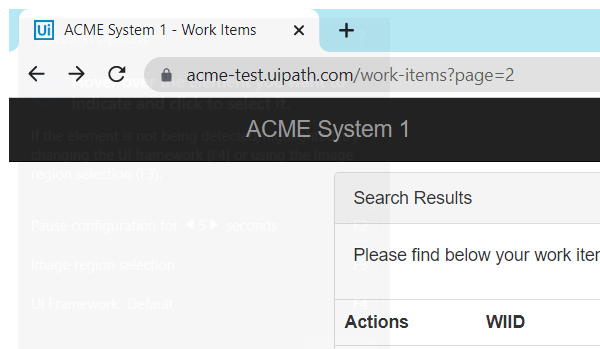 Ui ACME System 1 - Work Items
acme-test.uipath.com/work-items?page=2
Hover over the element you want to
indicate and click to select it.
ACME System 1
If the element is not being detected
changing the UI framework (F4) or using the image
region selection (F3).
Search Results
Pause configuration for 5 seconds F2
Please find below your work iter
Image region selection
UI Framework: Default F4
Actions WIID